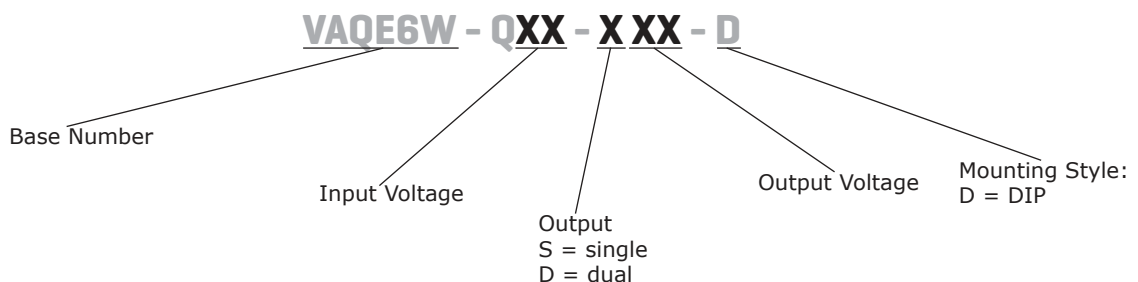 VAQE6W - QXX - X XX - D
Base Number
Input Voltage
Output
S = single
D = dual
Output Voltage
Mounting Style:
D = DIP